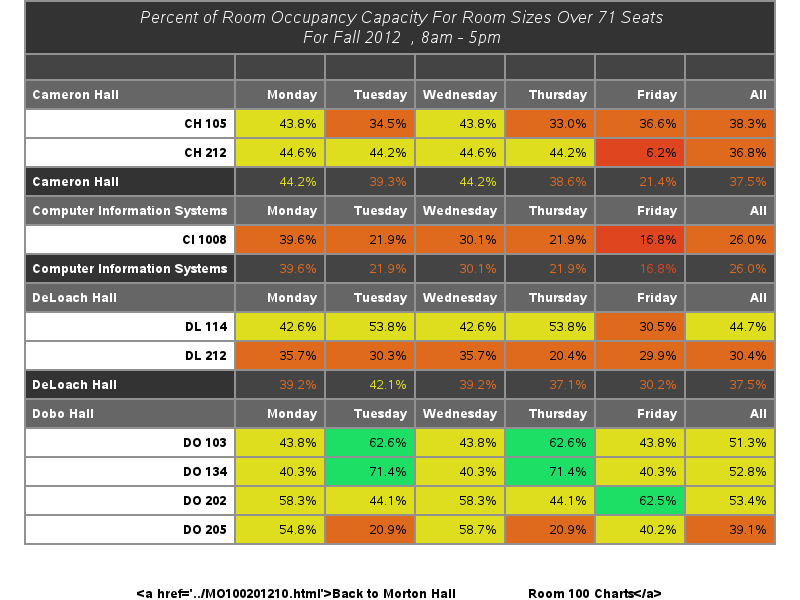 Percent of Room Occupancy Capacity For Room Sizes Over 71 Seats
For Fall 2012 , 8am - 5pm
Cameron Hall Monday Tuesday Wednesday Thursday Friday All
CH 105 43.8% 34.5% 43.8% 33.0% 36.6% 38.3%
CH 212 44.6% 44.2% 44.6% 44.2% 6.2% 36.8%
Cameron Hall 44.2% 39.3% 44.2% 38.6% 21.4% 37.5%
Computer Information Systems Monday Tuesday Wednesday Thursday Friday All
CI 1008 39.6% 21.9% 30.1% 21.9% 16.8% 26.0%
Computer Information Systems 39.6% 21.9% 30.1% 21.9% 16.8% 26.0%
DeLoach Hall Monday Tuesday Wednesday Thursday Friday All
DL 114 42.6% 53.8% 42.6% 53.8% 30.5% 44.7%
DL 212 35.7% 30.3% 35.7% 20.4% 29.9% 30.4%
DeLoach Hall 39.2% 42.1% 39.2% 37.1% 30.2% 37.5%
Dobo Hall Monday Tuesday Wednesday Thursday Friday All
DO 103 43.8% 62.6% 43.8% 62.6% 43.8% 51.3%
DO 134 40.3% 71.4% 40.3% 71.4% 40.3% 52.8%
DO 202 58.3% 44.1% 58.3% 44.1% 62.5% 53.4%
DO 205 54.8% 20.9% 58.7% 20.9% 40.2% 39.1%
<a href='../MO100201210.html'>Back to Morton Hall Room 100 Charts</a>